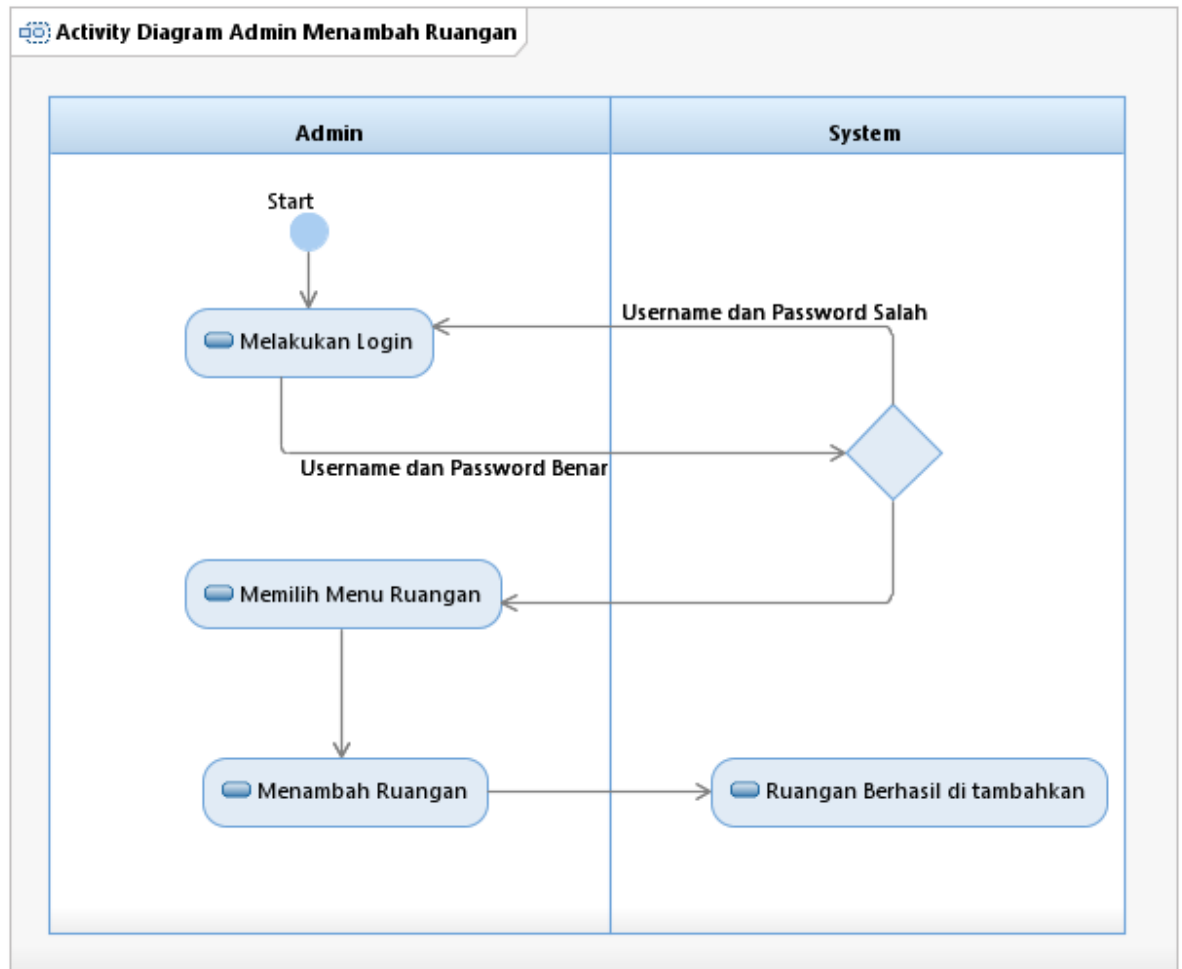 Activity Diagram Admin Menambah Ruangan
Admin
System
Start
Username dan Password Salah
Melakukan Login
Username dan Password Benar
Memilih Menu Ruangan
Menambah Ruangan
Ruangan Berhasil di tambahkan